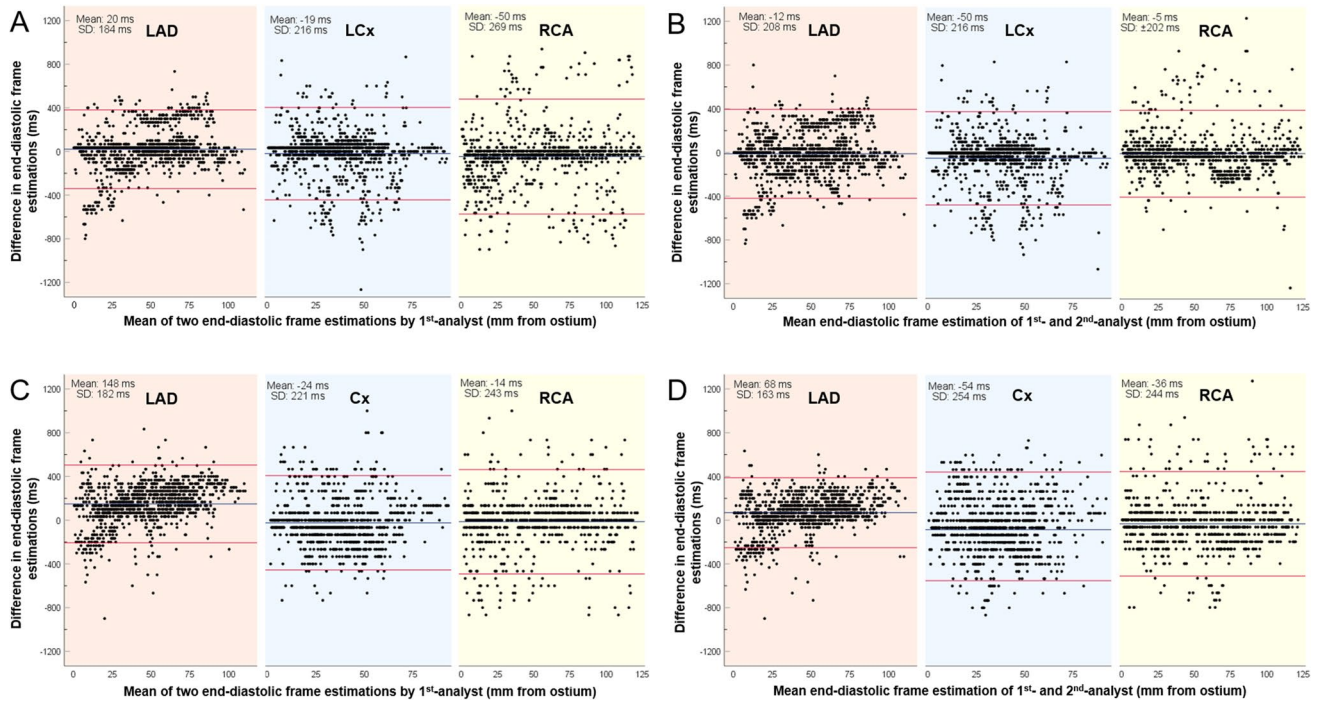 A
Mean: 20 ms
SD: 184 ms
LAD
Mean: -19 ms
SD: 216 ms
LCx
Mean: -50 ms
SD: 269 ms
RCA
1200
800
400
0
-400
-800
-1200
Difference in end-diastolic frame
estimations (ms)
0 25 50 75 100 0 25 50 75 0 25 50 75 100 125
Mean of two end-diastolic frame estimations by 1st-analyst (mm from ostium)
B
Mean: -12 ms
SD: 208 ms
LAD
Mean: -50 ms
SD: 216 ms
LCx
Mean: -5 ms
SD: ±202 ms
RCA
1200
800
400
0
-400
-800
-1200
Difference in end-diastolic frame
estimations (ms)
0 25 50 75 100 0 25 50 75 100 0 25 50 75 100 125
Mean end-diastolic frame estimation of 1st- and 2nd-analyst (mm from ostium)
C
Mean: 148 ms
SD: 182 ms
LAD
Mean: -24 ms
SD: 221 ms
Cx
Mean: -14 ms
SD: 243 ms
RCA
1200
800
400
0
-400
-800
-1200
Difference in end-diastolic frame
estimations (ms)
0 25 50 75 100 0 25 50 75 0 25 50 75 100 125
Mean of two end-diastolic frame estimations by 1st-analyst (mm from ostium)
D
Mean: 68 ms
SD: 163 ms
LAD
Mean: -54 ms
SD: 254 ms
Cx
Mean: -36 ms
SD: 244 ms
RCA
1200
800
400
0
-400
-800
-1200
Difference in end-diastolic frame
estimations (ms)
0 25 50 75 100 0 25 50 75 100 0 25 50 75 100 125
Mean end-diastolic frame estimation of 1st- and 2nd-analyst (mm from ostium)